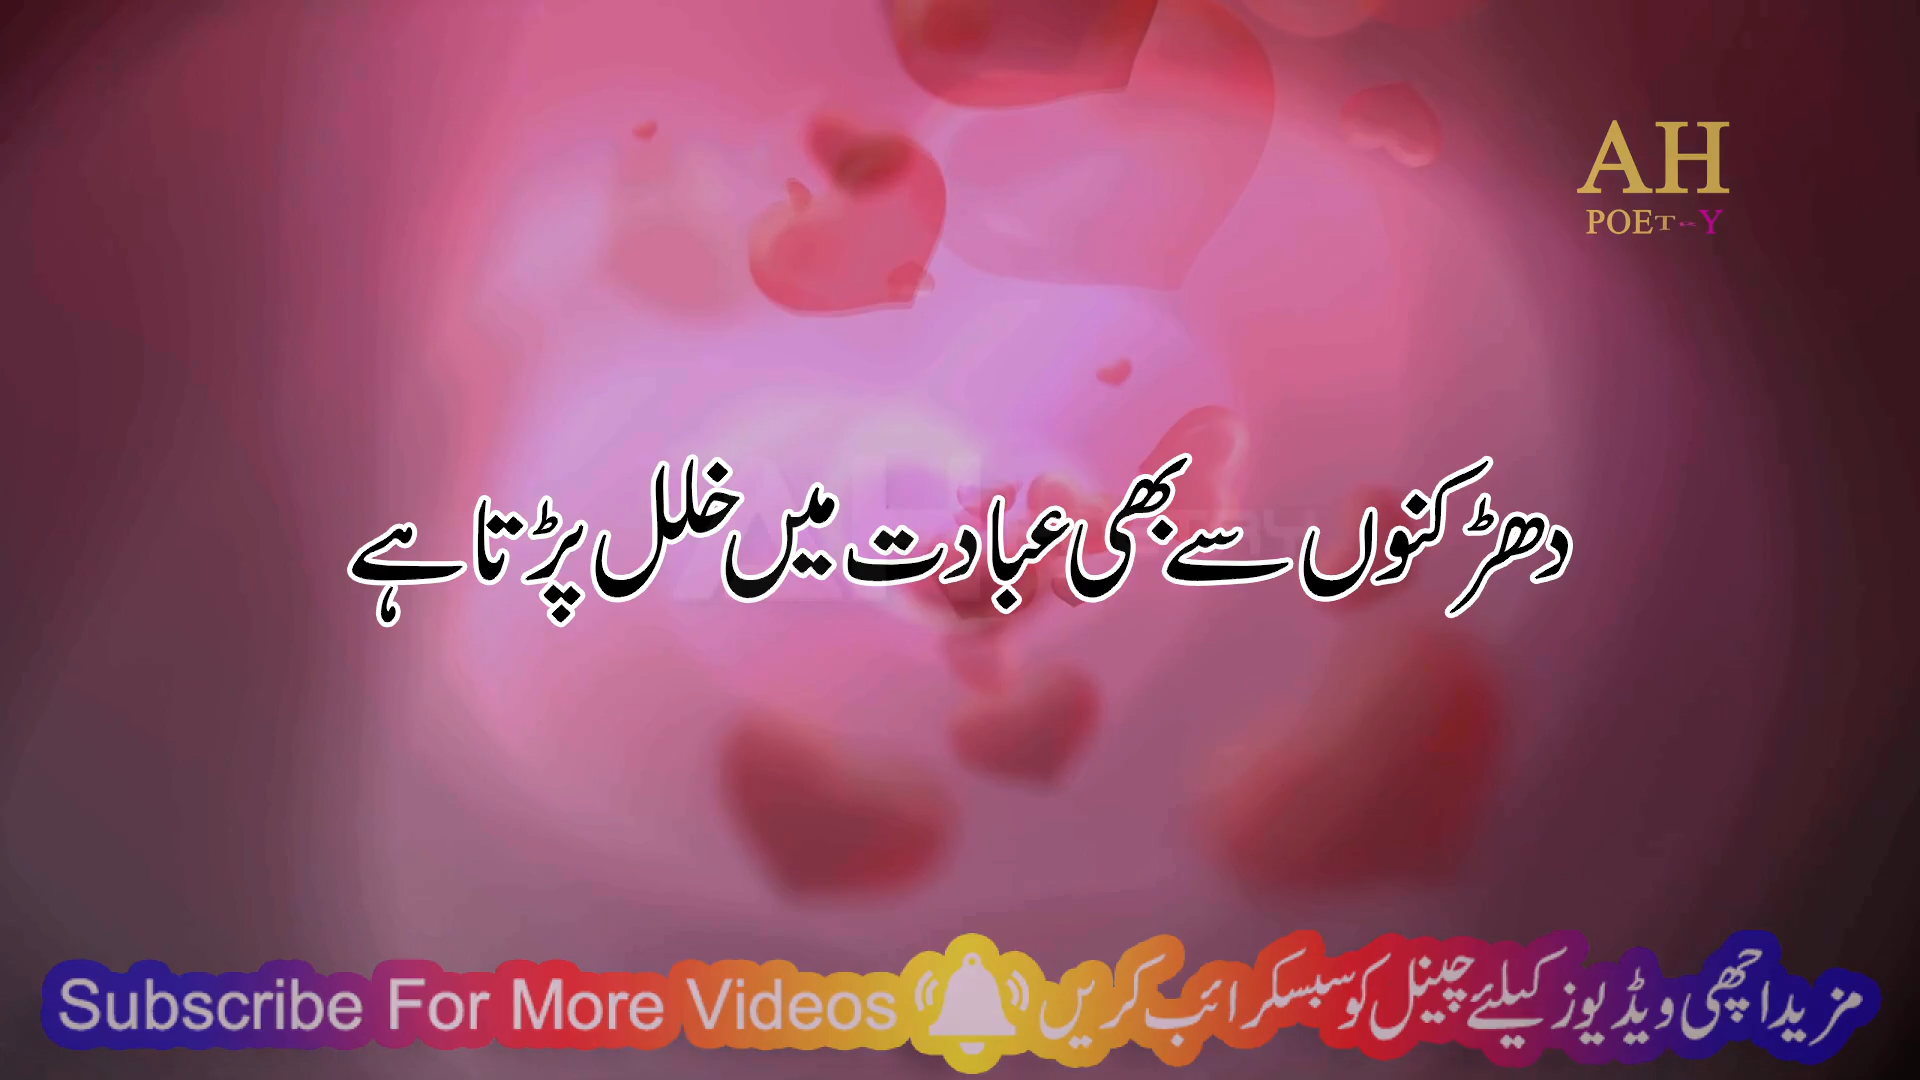 AH
POETRY
دھڑکنوں سے بھی عبادت میں خلل پڑتا ہے
Subscribe For More Videos مزید اچھی ویڈیوز کیلئے چینل کو سبسکرائب کریں